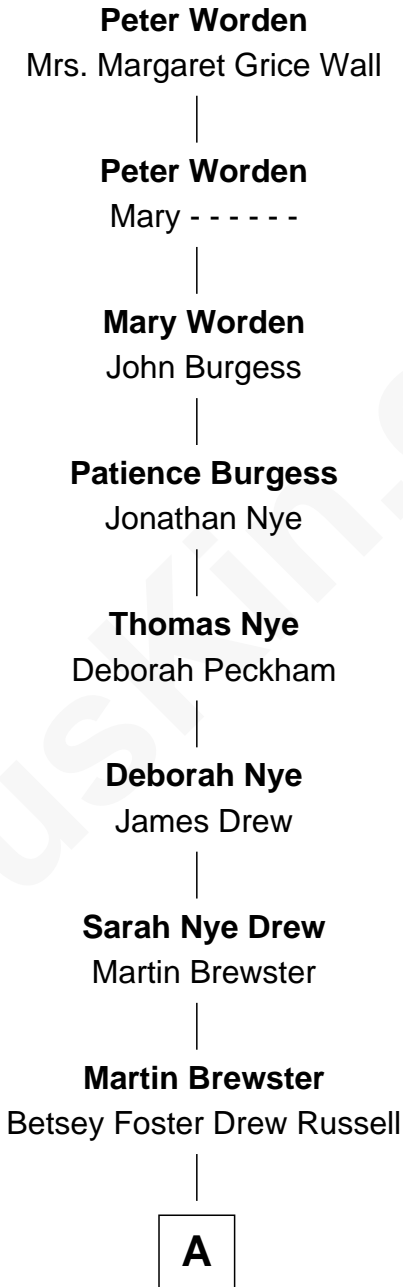 Peter Worden
Mrs. Margaret Grice Wall
Peter Worden
Mary - - - - - -
Mary Worden
John Burgess
Patience Burgess
Jonathan Nye
Thomas Nye
Deborah Peckham
Deborah Nye
James Drew
Sarah Nye Drew
Martin Brewster
Martin Brewster
Betsey Foster Drew Russell
A